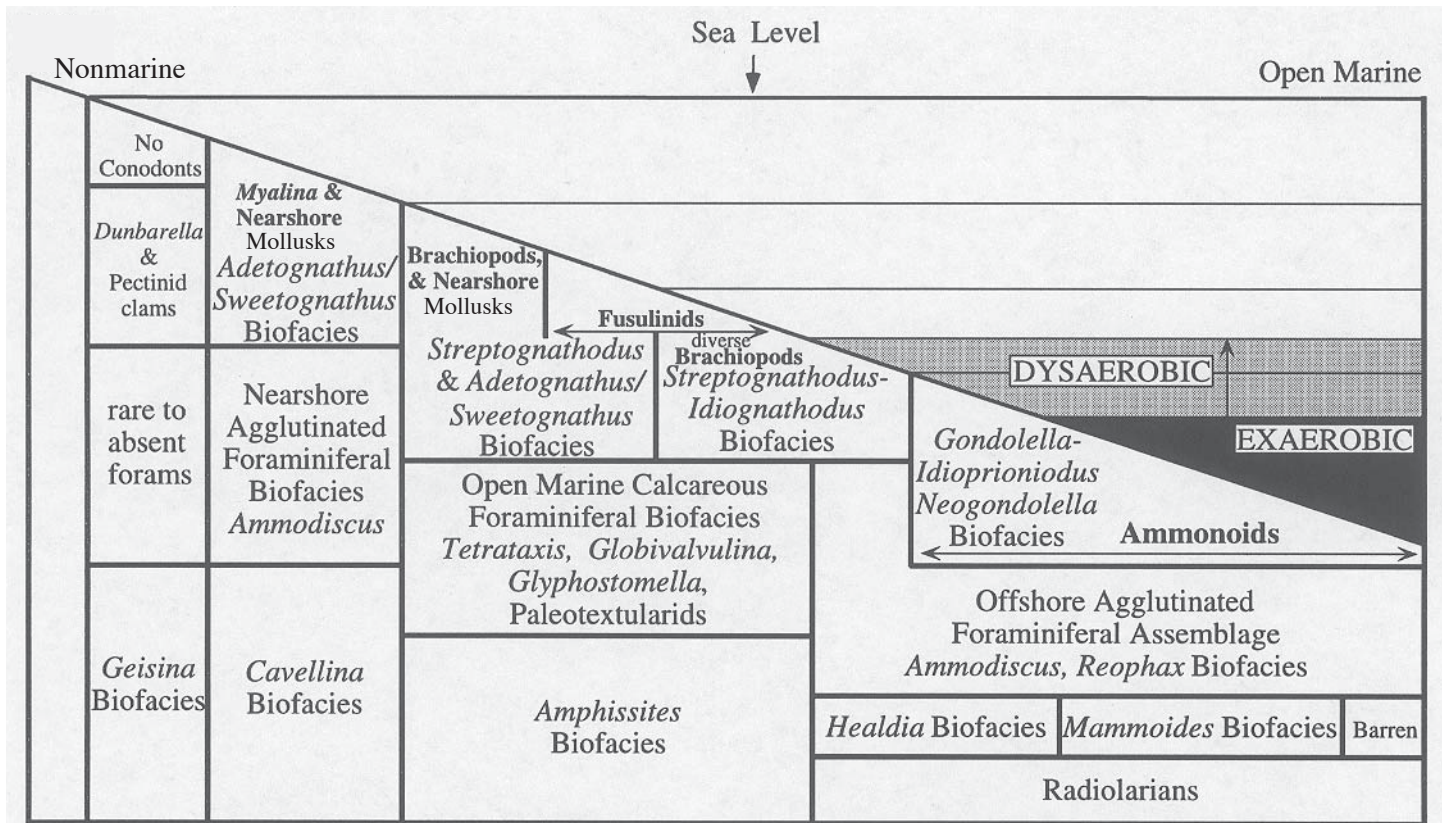 Sea Level
Nonmarine
Open Marine
No
Conodonts
Dunbarella
&
Pectinid
clams
rare to
absent
forams
Geisina
Biofacies
Myalina &
Nearshore
Mollusks
Adetognathus/
Sweetognathus
Biofacies
Nearshore
Agglutinated
Foraminiferal
Biofacies
Ammodiscus
Cavellina
Biofacies
Brachiopods,
& Nearshore
Mollusks
Streptognathodus
& Adetognathus/
Sweetognathus
Biofacies
Fusulinids
diverse
Brachiopods
Streptognathodus-
Idiognathodus
Biofacies
Open Marine Calcareous
Foraminiferal Biofacies
Tetrataxis, Globivalvulina,
Glyphostomella,
Paleotextularids
Amphissites
Biofacies
DYSAEROBIC
EXAEROBIC
Gondolella-
Idioprioniodus
Neogondolella
Biofacies
Ammonoids
Offshore Agglutinated
Foraminiferal Assemblage
Ammodiscus, Reophax Biofacies
Healdia Biofacies
Mammoides Biofacies
Barren
Radiolarians